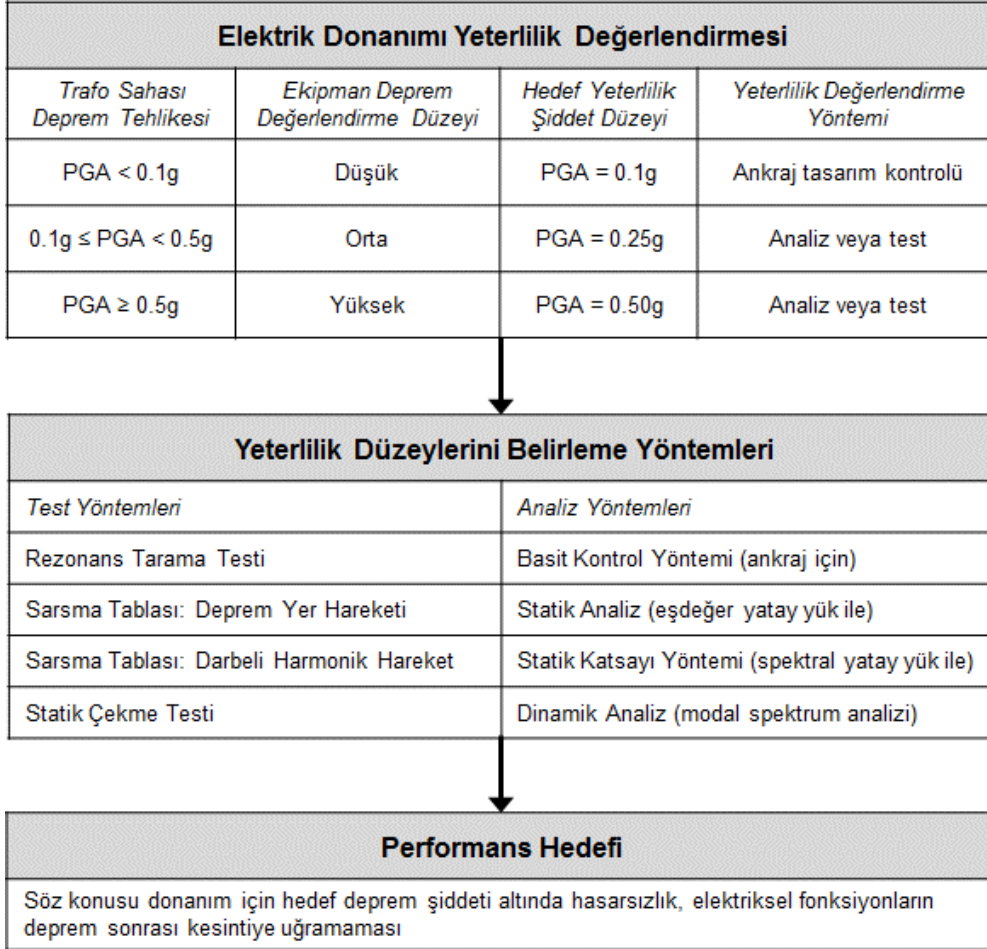 Elektrik Donanımı Yeterlilik Değerlendirmesi
Trafo Sahası Deprem Tehlikesi
Ekipman Deprem Değerlendirme Düzeyi
Hedef Yeterlilik Şiddet Düzeyi
Yeterlilik Değerlendirme Yöntemi
PGA < 0.1g
Düşük
PGA = 0.1g
Ankraj tasarım kontrolü
0.1g ≤ PGA < 0.5g
Orta
PGA = 0.25g
Analiz veya test
PGA ≥ 0.5g
Yüksek
PGA = 0.50g
Analiz veya test
Yeterlilik Düzeylerini Belirleme Yöntemleri
Test Yöntemleri
Analiz Yöntemleri
Rezonans Tarama Testi
Basit Kontrol Yöntemi (ankraj için)
Sarsma Tablası: Deprem Yer Hareketi
Statik Analiz (eşdeğer yatay yük ile)
Sarsma Tablası: Darbeli Harmonik Hareket
Statik Katsayı Yöntemi (spektral yatay yük ile)
Statik Çekme Testi
Dinamik Analiz (modal spektrum analizi)
Performans Hedefi
Söz konusu donanım için hedef deprem şiddeti altında hasarsızlık, elektriksel fonksiyonların
deprem sonrası kesintiye uğramaması